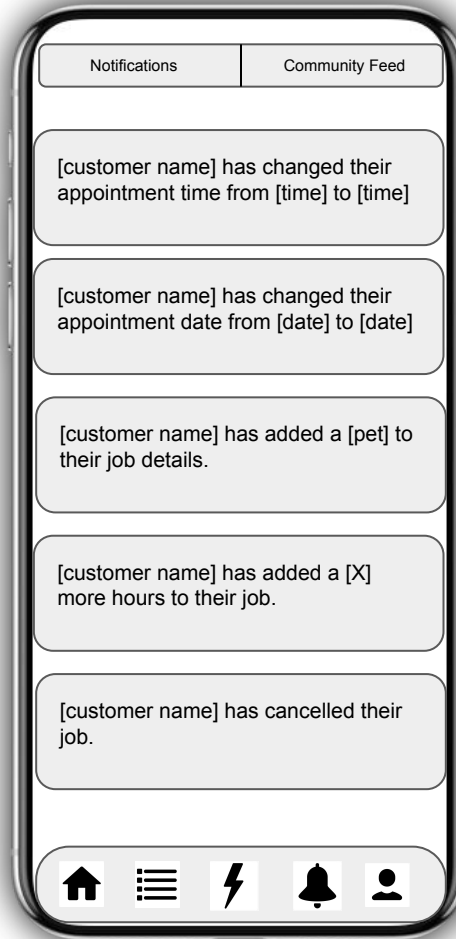 Notifications
Community Feed
[customer name] has changed their
appointment time from [time] to [time]
[customer name] has changed their
appointment date from [date] to [date]
[customer name] has added a [pet] to
their job details.
[customer name] has added a [X]
more hours to their job.
[customer name] has cancelled their
job.